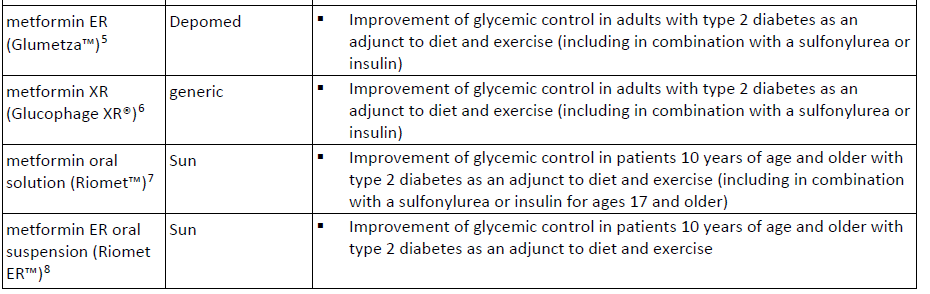 metformin ER
(Glumetza™)5
Depomed
▪ Improvement of glycemic control in adults with type 2 diabetes as an
adjunct to diet and exercise (including in combination with a sulfonylurea or
insulin)
metformin XR
(Glucophage XR®)6
generic
▪ Improvement of glycemic control in adults with type 2 diabetes as an
adjunct to diet and exercise (including in combination with a sulfonylurea or
insulin)
metformin oral
solution (Riomet™)7
Sun
▪ Improvement of glycemic control in patients 10 years of age and older with
type 2 diabetes as an adjunct to diet and exercise (including in combination
with a sulfonylurea or insulin for ages 17 and older)
metformin ER oral
suspension (Riomet
ER™)8
Sun
▪ Improvement of glycemic control in patients 10 years of age and older with
type 2 diabetes as an adjunct to diet and exercise